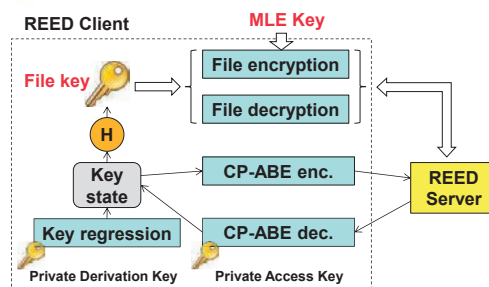 REED Client
MLE Key
File key
File encryption
File decryption
H
Key
state
CP-ABE enc.
REED
Server
Key regression
CP-ABE dec.
Private Derivation Key
Private Access Key